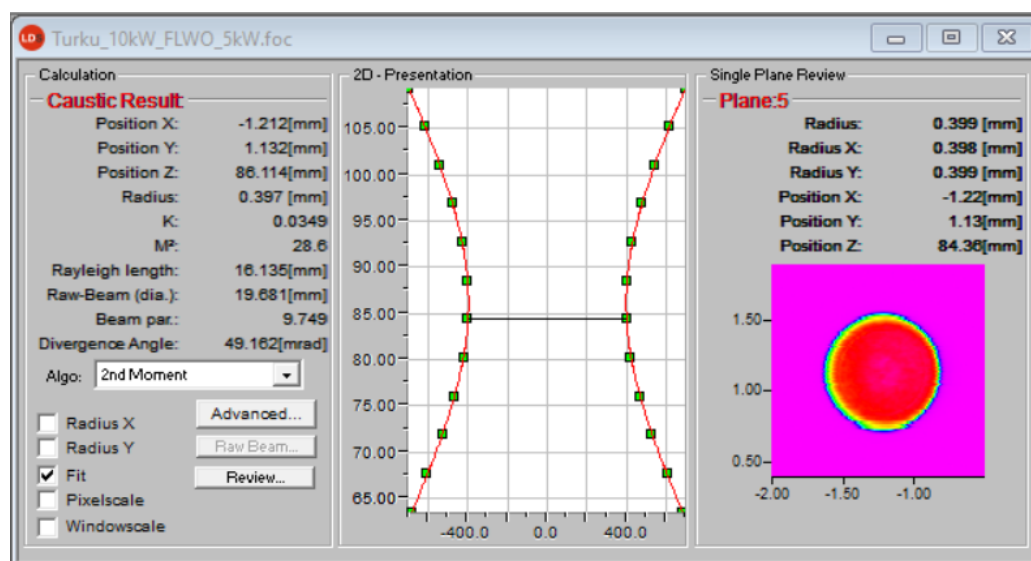 LD
Turku_10kW_FLWO_5kW.foc
Calculation
Caustic Result:
Position X: -1.212[mm]
Position Y: 1.132[mm]
Position Z: 86.114[mm]
Radius: 0.397 [mm]
K: 0.0349
M²: 28.6
Rayleigh length: 16.135[mm]
Raw-Beam (dia.): 19.681[mm]
Beam par.: 9.749
Divergence Angle: 49.162[mrad]
Algo: 2nd Moment
Radius X
Advanced...
Radius Y
Raw Beam...
Fit
Review...
Pixelscale
Windowscale
2D - Presentation
105.00
100.00
95.00
90.00
85.00
80.00
75.00
70.00
65.00
-400.0 0.0 400.0
Single Plane Review
Plane:5
Radius: 0.399 [mm]
Radius X: 0.398 [mm]
Radius Y: 0.399 [mm]
Position X: -1.22[mm]
Position Y: 1.13[mm]
Position Z: 84.36[mm]
1.50
1.00
0.50
-2.00 -1.50 -1.00